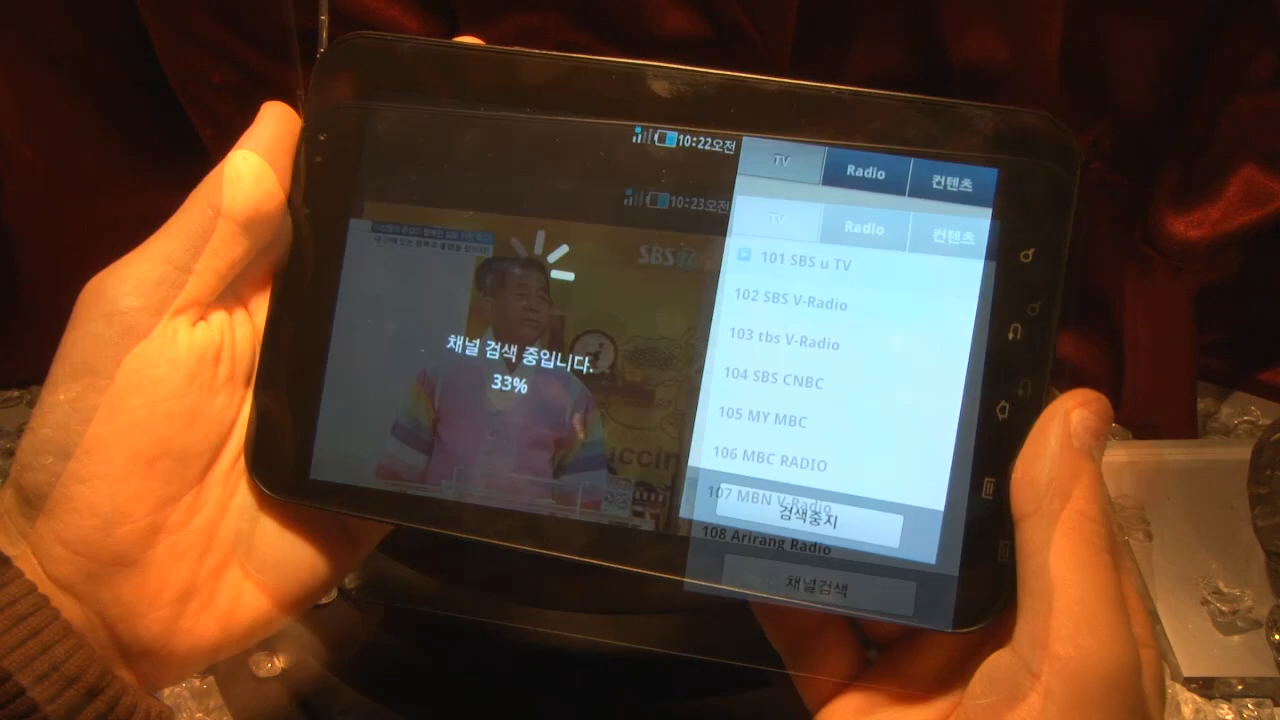 10:22오전
TV Radio 컨텐츠
10:23오전
TV Radio 컨텐츠
SBS
101 SBS u TV
102 SBS V-Radio
103 tbs V-Radio
104 SBS CNBC
105 MY MBC
106 MBC RADIO
107 MBN V-Radio
108 Arirang Radio
채널 검색 중입니다.
33%
검색중지
채널검색